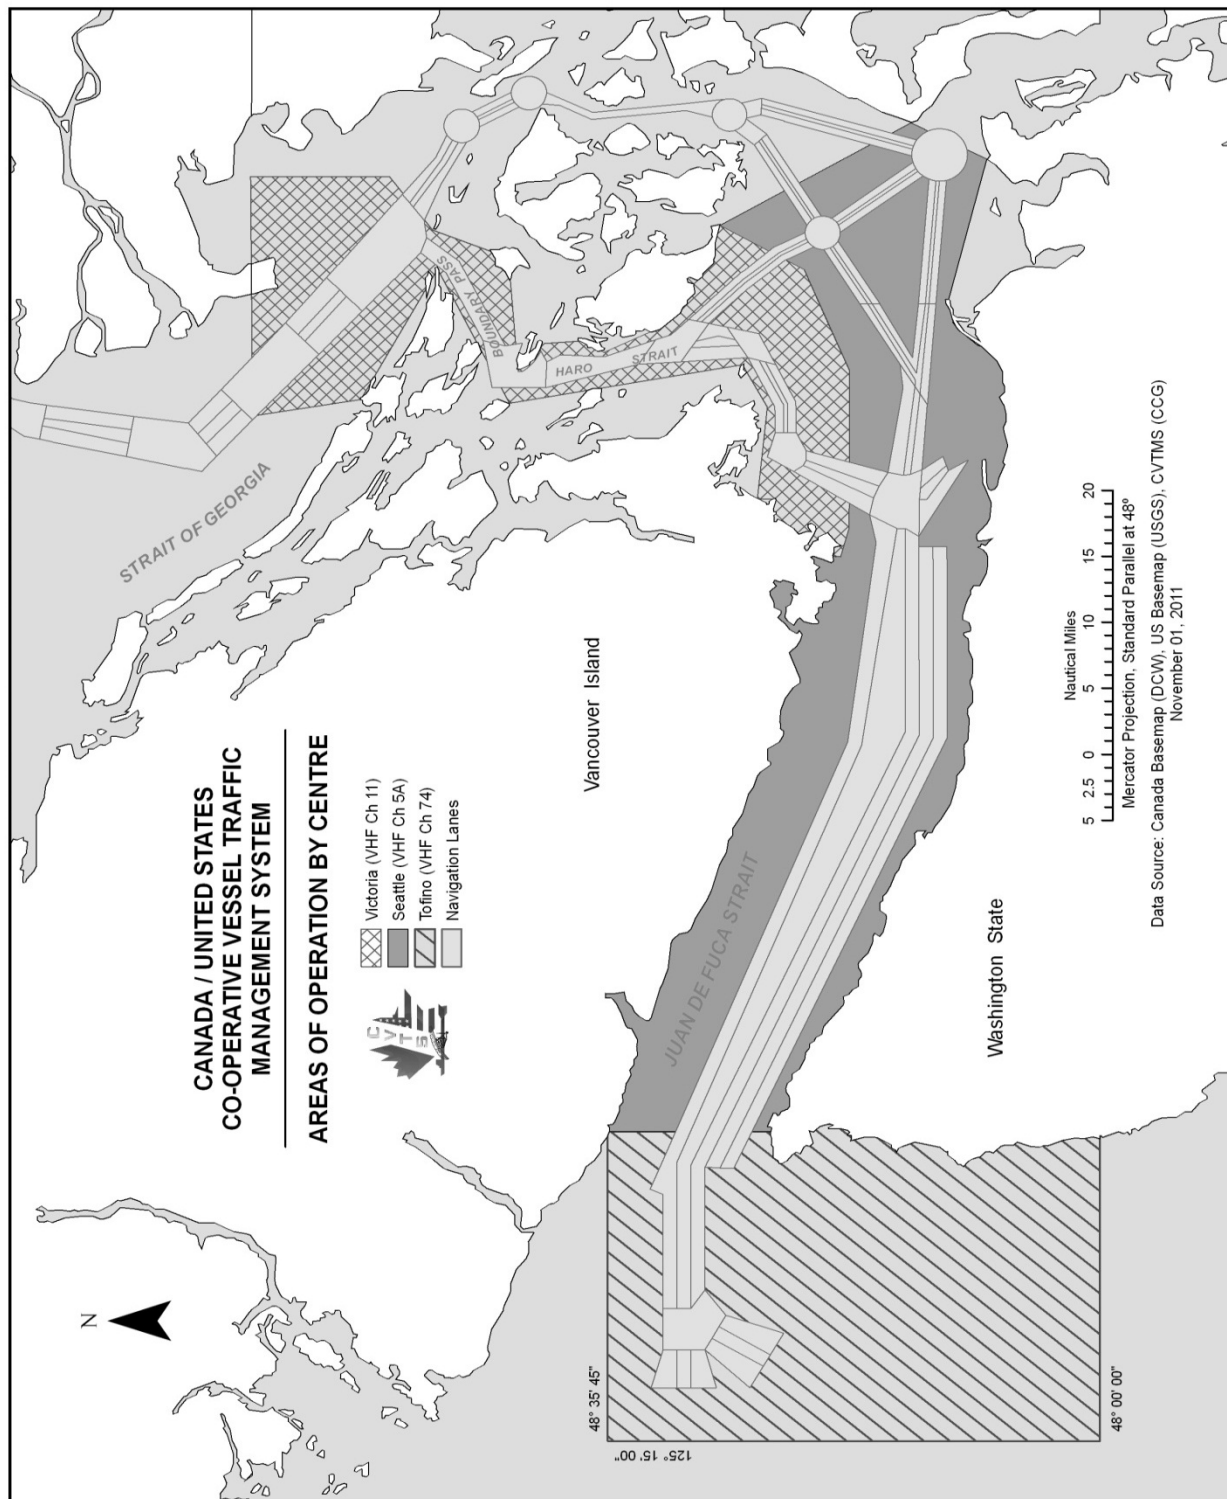 CANADA / UNITED STATES
CO-OPERATIVE VESSEL TRAFFIC
MANAGEMENT SYSTEM
AREAS OF OPERATION BY CENTRE
C
V
T
S
Victoria (VHF Ch 11)
Seattle (VHF Ch 5A)
Tofino (VHF Ch 74)
Navigation Lanes
N
STRAIT OF GEORGIA
BOUNDARY PASS
HARO
STRAIT
Vancouver Island
JUAN DE FUCA STRAIT
Washington State
48° 35' 45"
125° 15' 00"
48° 00' 00"
Nautical Miles
5 2.5 0 5 10 15 20
Mercator Projection, Standard Parallel at 48º
Data Source: Canada Basemap (DCW), US Basemap (USGS), CVTMS (CCG)
November 01, 2011